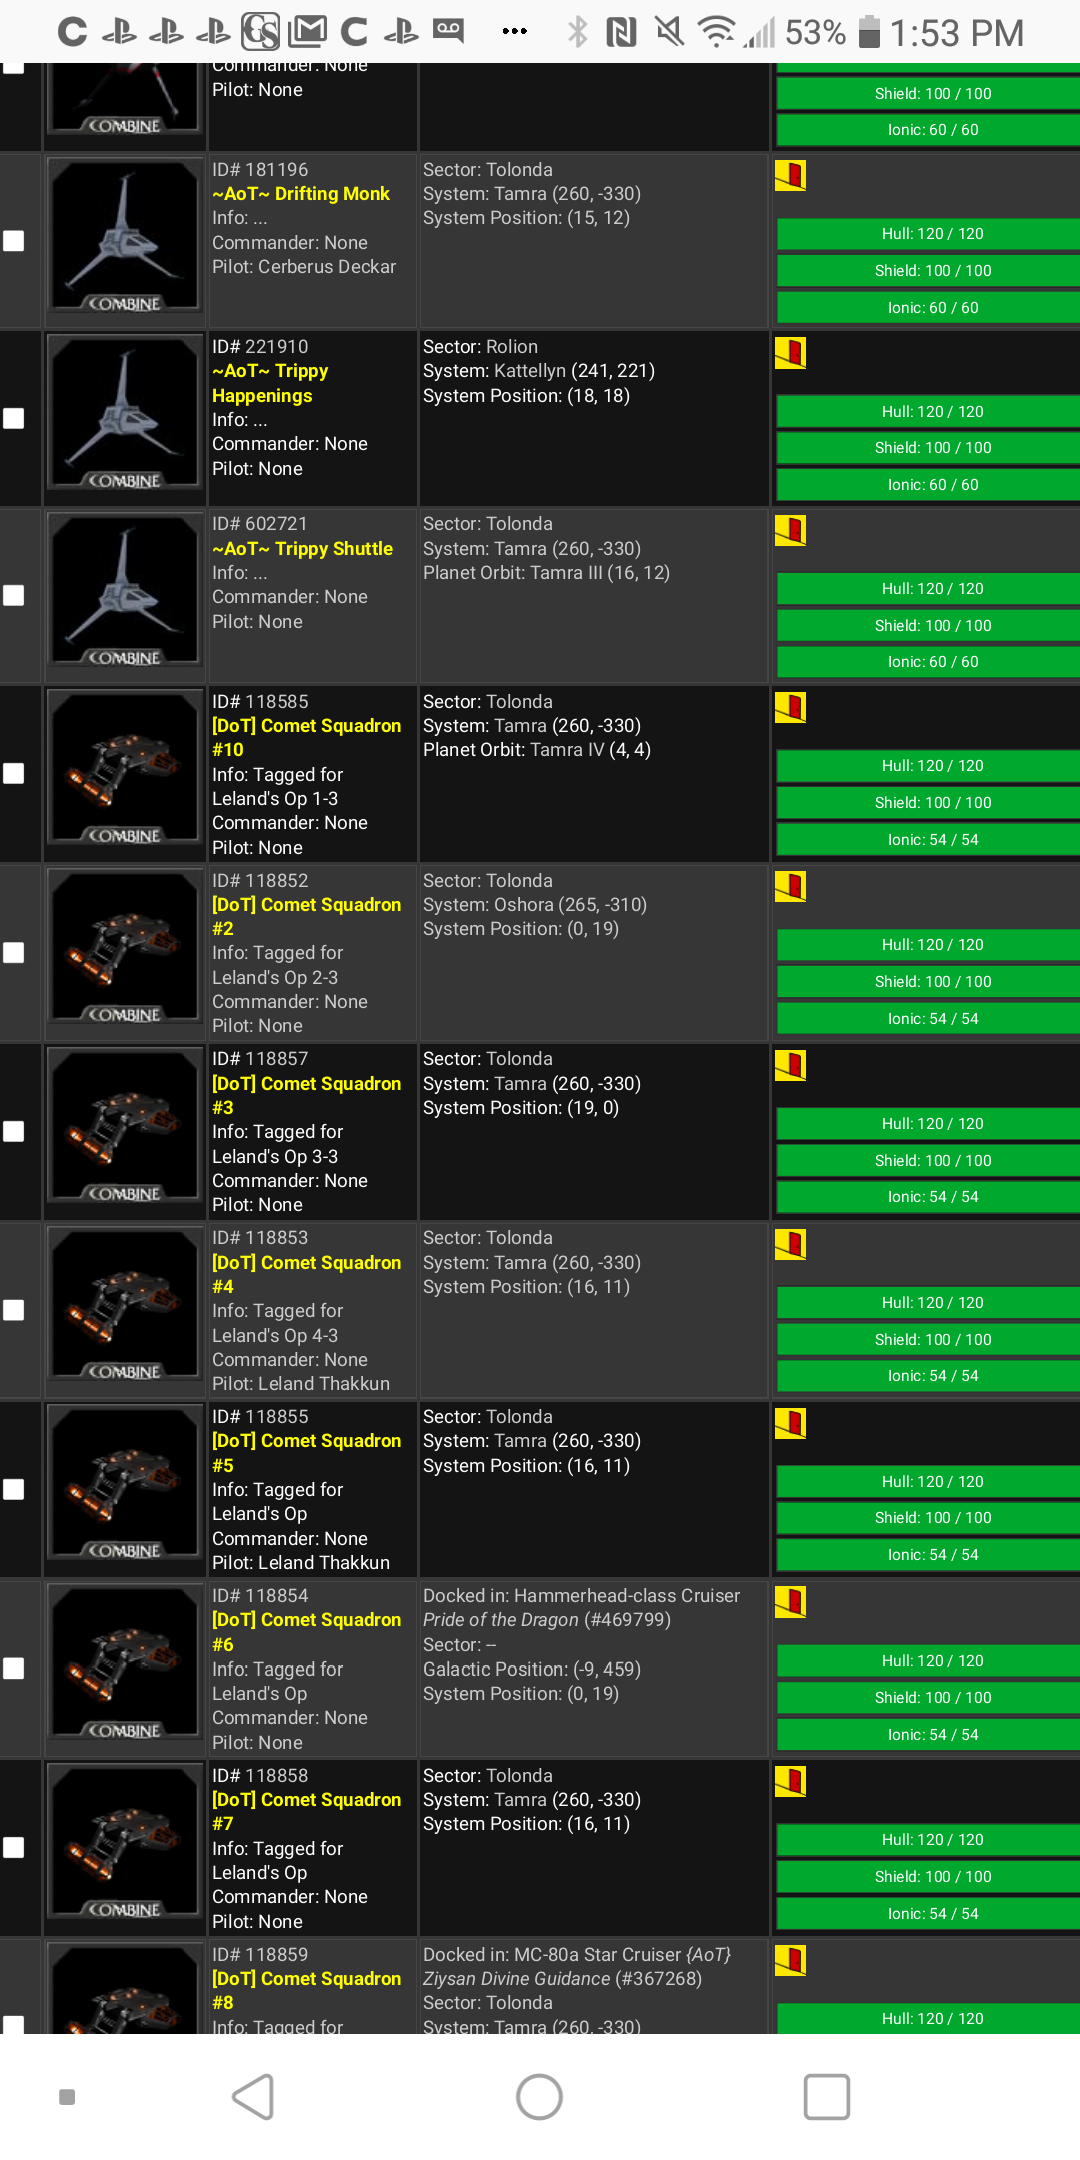 53% 1:53 PM
Commander: None
Pilot: None
COMBINE
Shield: 100 / 100
Ionic: 60 / 60
COMBINE
ID# 181196
~AoT~ Drifting Monk
Info: ...
Commander: None
Pilot: Cerberus Deckar
Sector: Tolonda
System: Tamra (260, -330)
System Position: (15, 12)
Hull: 120 / 120
Shield: 100 / 100
Ionic: 60 / 60
COMBINE
ID# 221910
~AoT~ Trippy
Happenings
Info: ...
Commander: None
Pilot: None
Sector: Rolion
System: Kattellyn (241, 221)
System Position: (18, 18)
Hull: 120 / 120
Shield: 100 / 100
Ionic: 60 / 60
COMBINE
ID# 602721
~AoT~ Trippy Shuttle
Info: ...
Commander: None
Pilot: None
Sector: Tolonda
System: Tamra (260, -330)
Planet Orbit: Tamra III (16, 12)
Hull: 120 / 120
Shield: 100 / 100
Ionic: 60 / 60
COMBINE
ID# 118585
[DoT] Comet Squadron
#10
Info: Tagged for
Leland's Op 1-3
Commander: None
Pilot: None
Sector: Tolonda
System: Tamra (260, -330)
Planet Orbit: Tamra IV (4, 4)
Hull: 120 / 120
Shield: 100 / 100
Ionic: 54 / 54
COMBINE
ID# 118852
[DoT] Comet Squadron
#2
Info: Tagged for
Leland's Op 2-3
Commander: None
Pilot: None
Sector: Tolonda
System: Oshora (265, -310)
System Position: (0, 19)
Hull: 120 / 120
Shield: 100 / 100
Ionic: 54 / 54
COMBINE
ID# 118857
[DoT] Comet Squadron
#3
Info: Tagged for
Leland's Op 3-3
Commander: None
Pilot: None
Sector: Tolonda
System: Tamra (260, -330)
System Position: (19, 0)
Hull: 120 / 120
Shield: 100 / 100
Ionic: 54 / 54
COMBINE
ID# 118853
[DoT] Comet Squadron
#4
Info: Tagged for
Leland's Op 4-3
Commander: None
Pilot: Leland Thakkun
Sector: Tolonda
System: Tamra (260, -330)
System Position: (16, 11)
Hull: 120 / 120
Shield: 100 / 100
Ionic: 54 / 54
COMBINE
ID# 118855
[DoT] Comet Squadron
#5
Info: Tagged for
Leland's Op
Commander: None
Pilot: Leland Thakkun
Sector: Tolonda
System: Tamra (260, -330)
System Position: (16, 11)
Hull: 120 / 120
Shield: 100 / 100
Ionic: 54 / 54
COMBINE
ID# 118854
[DoT] Comet Squadron
#6
Info: Tagged for
Leland's Op
Commander: None
Pilot: None
Docked in: Hammerhead-class Cruiser
Pride of the Dragon (#469799)
Sector: --
Galactic Position: (-9, 459)
System Position: (0, 19)
Hull: 120 / 120
Shield: 100 / 100
Ionic: 54 / 54
COMBINE
ID# 118858
[DoT] Comet Squadron
#7
Info: Tagged for
Leland's Op
Commander: None
Pilot: None
Sector: Tolonda
System: Tamra (260, -330)
System Position: (16, 11)
Hull: 120 / 120
Shield: 100 / 100
Ionic: 54 / 54
ID# 118859
[DoT] Comet Squadron
#8
Info: Tagged for
Docked in: MC-80a Star Cruiser {AoT}
Ziysan Divine Guidance (#367268)
Sector: Tolonda
System: Tamra (260, -330)
Hull: 120 / 120